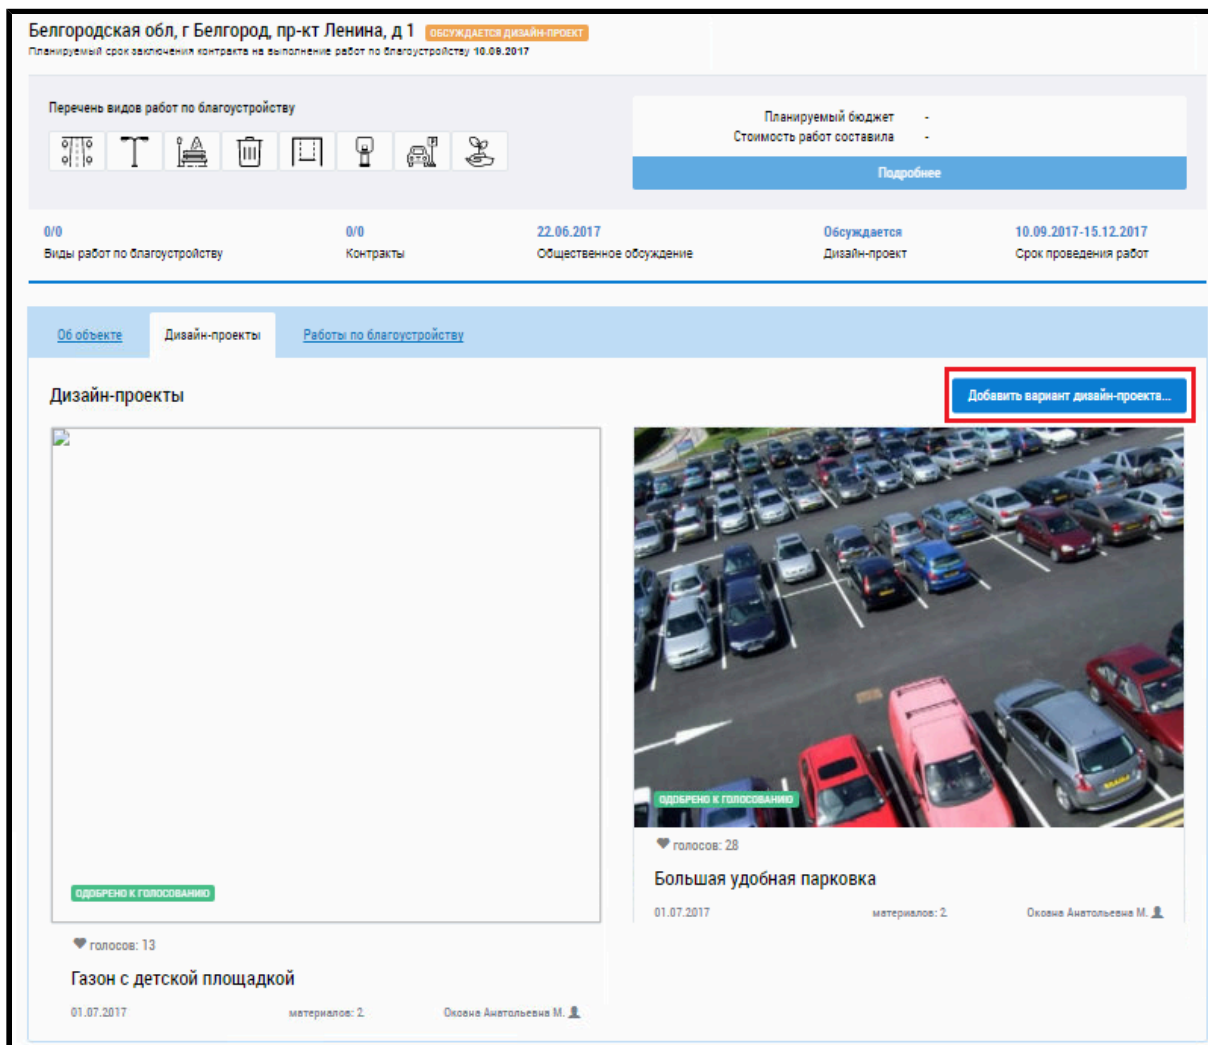 Белгородская обл, г Белгород, пр-кт Ленина, д 1 ОБСУЖДАЕТСЯ ДИЗАЙН-ПРОЕКТ
Планируемый срок заключения контракта на выполнение работ по благоустройству 10.09.2017
Перечень видов работ по благоустройству
Планируемый бюджет -
Стоимость работ составила -
Подробнее
0/0 0/0 22.06.2017 Обсуждается 10.09.2017-15.12.2017
Виды работ по благоустройству Контракты Общественное обсуждение Дизайн-проект Срок проведения работ
Об объекте Дизайн-проекты Работы по благоустройству
Дизайн-проекты Добавить вариант дизайн-проекта...
ОДОБРЕНО К ГОЛОСОВАНИЮ
голосов: 28
Большая удобная парковка
01.07.2017 материалов: 2 Оксана Анатольевна М.
ОДОБРЕНО К ГОЛОСОВАНИЮ
голосов: 13
Газон с детской площадкой
01.07.2017 материалов: 2 Оксана Анатольевна М.